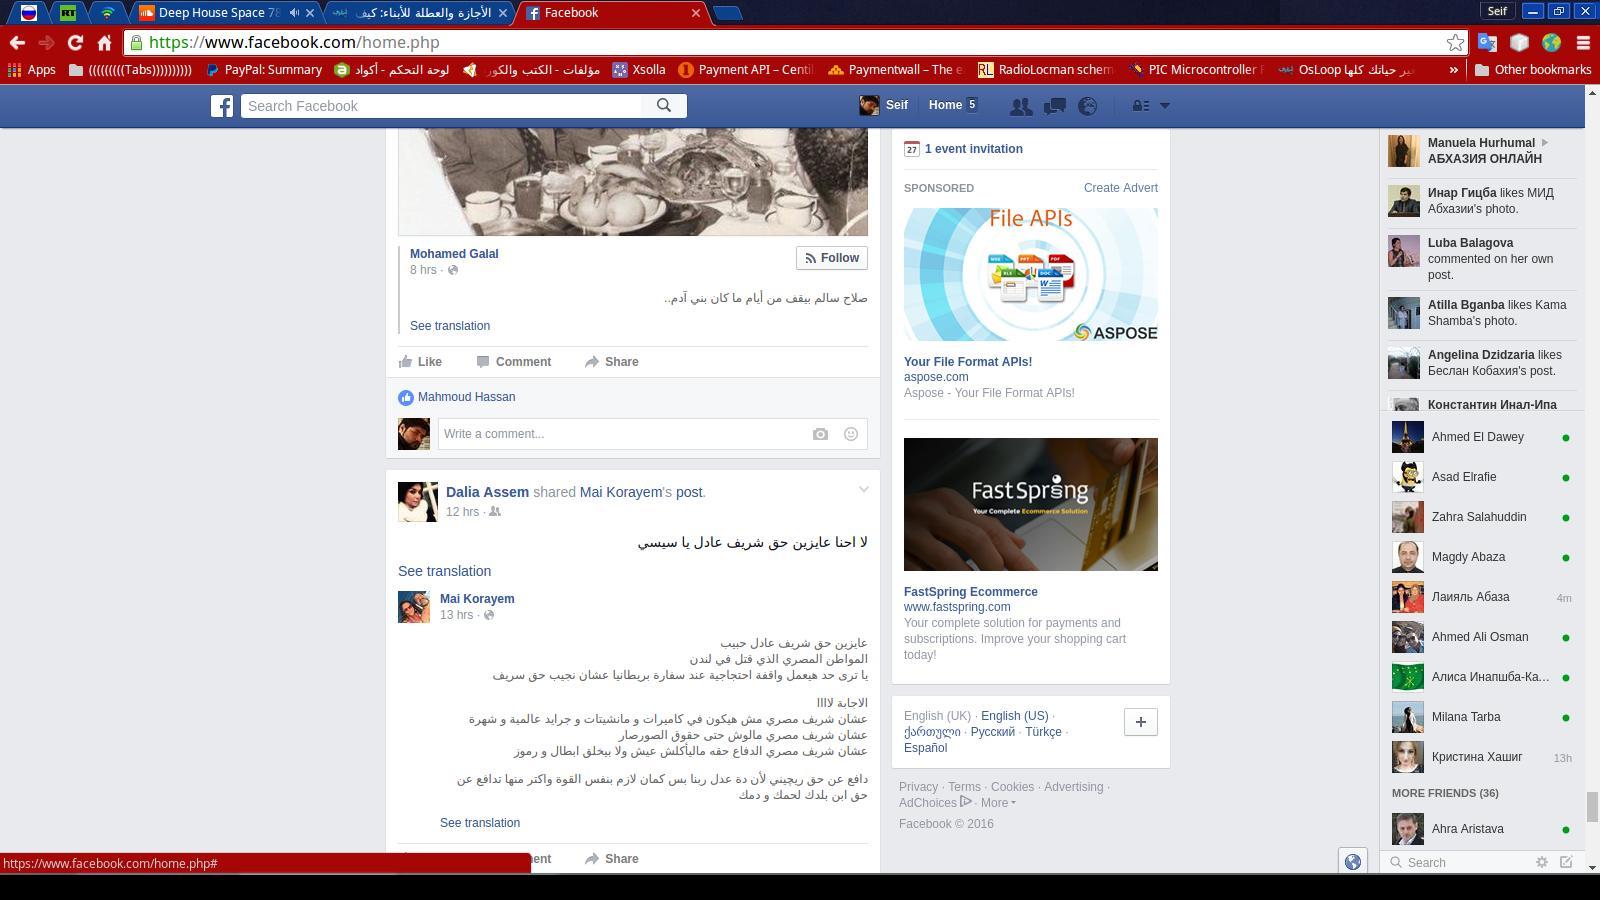 Deep House Space 78
الأجازة والعطلة للأبناء: كيف
Facebook
Seif
https://www.facebook.com/home.php
Apps
(((((((((Tabs))))))))))
PayPal: Summary
لوحة التحكم - أكواد
مؤلفات - الكتب والكور
Xsolla
Payment API – Centil
Paymentwall – The e
RadioLocman schem
PIC Microcontroller F
OsLoop غير حياتك كلها
Other bookmarks
Search Facebook
Seif
Home 5
Mohamed Galal
8 hrs ·
Follow
صلاح سالم بيقف من أيام ما كان بني آدم..
See translation
Like
Comment
Share
Mahmoud Hassan
Write a comment...
Dalia Assem shared Mai Korayem's post.
12 hrs ·
لا احنا عايزين حق شريف عادل يا سيسي
See translation
Mai Korayem
13 hrs ·
عايزين حق شريف عادل حبيب
المواطن المصري الذي قتل في لندن
يا ترى حد هيعمل واقفة احتجاجية عند سفارة بريطانيا عشان نجيب حق سريف
الاجابة لاااا
عشان شريف مصري مش هيكون في كاميرات و مانشيتات و جرايد عالمية و شهرة
عشان شريف مصري مالوش حتى حقوق الصورصار
عشان شريف مصري الدفاع حقه مالياكلش عيش ولا بيخلق ابطال و رموز
دافع عن حق ريچيني لأن دة عدل ربنا بس كمان لازم بنفس القوة واكتر منها تدافع عن
حق ابن بلدك لحمك و دمك
See translation
Share
https://www.facebook.com/home.php#
27
1 event invitation
SPONSORED
Create Advert
File APIs
ASPOSE
Your File Format APIs!
aspose.com
Aspose - Your File Format APIs!
FastSpring
Your Complete Ecommerce Solution
FastSpring Ecommerce
www.fastspring.com
Your complete solution for payments and
subscriptions. Improve your shopping cart
today!
English (UK) · English (US) ·
ქართული · Русский · Türkçe ·
Español
Privacy · Terms · Cookies · Advertising ·
AdChoices · More
Facebook © 2016
Manuela Hurhumal
АБХАЗИЯ ОНЛАЙН
Инар Гицба likes МИД
Абхазии's photo.
Luba Balagova
commented on her own
post.
Atilla Bganba likes Kama
Shamba's photo.
Angelina Dzidzaria likes
Беслан Кобахия's post.
Константин Инал-Ипа
Ahmed El Dawey
Asad Elrafie
Zahra Salahuddin
Magdy Abaza
Лаияль Абаза 4m
Ahmed Ali Osman
Алиса Инапшба-Ка...
Milana Tarba
Кристина Хашиг 13h
MORE FRIENDS (36)
Ahra Aristava
Search